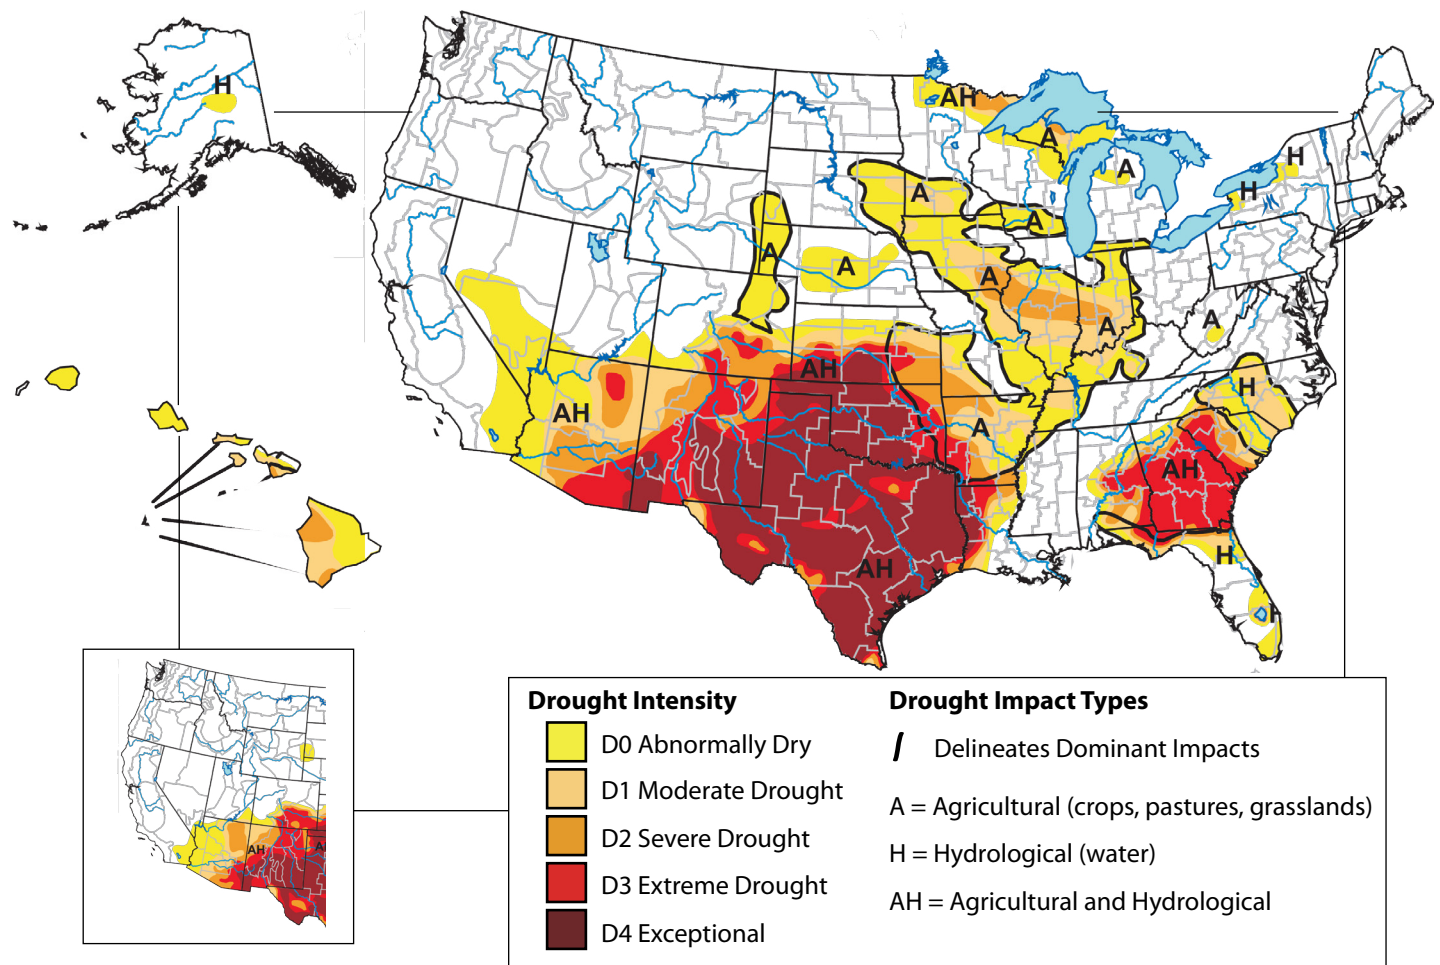 H
AH
A
A
H
H
A
A
A
A
A
A
A
AH
H
AH
A
AH
AH
H
H
AH
A
Drought Intensity
D0 Abnormally Dry
D1 Moderate Drought
D2 Severe Drought
D3 Extreme Drought
D4 Exceptional
Drought Impact Types
Delineates Dominant Impacts
A = Agricultural (crops, pastures, grasslands)
H = Hydrological (water)
AH = Agricultural and Hydrological